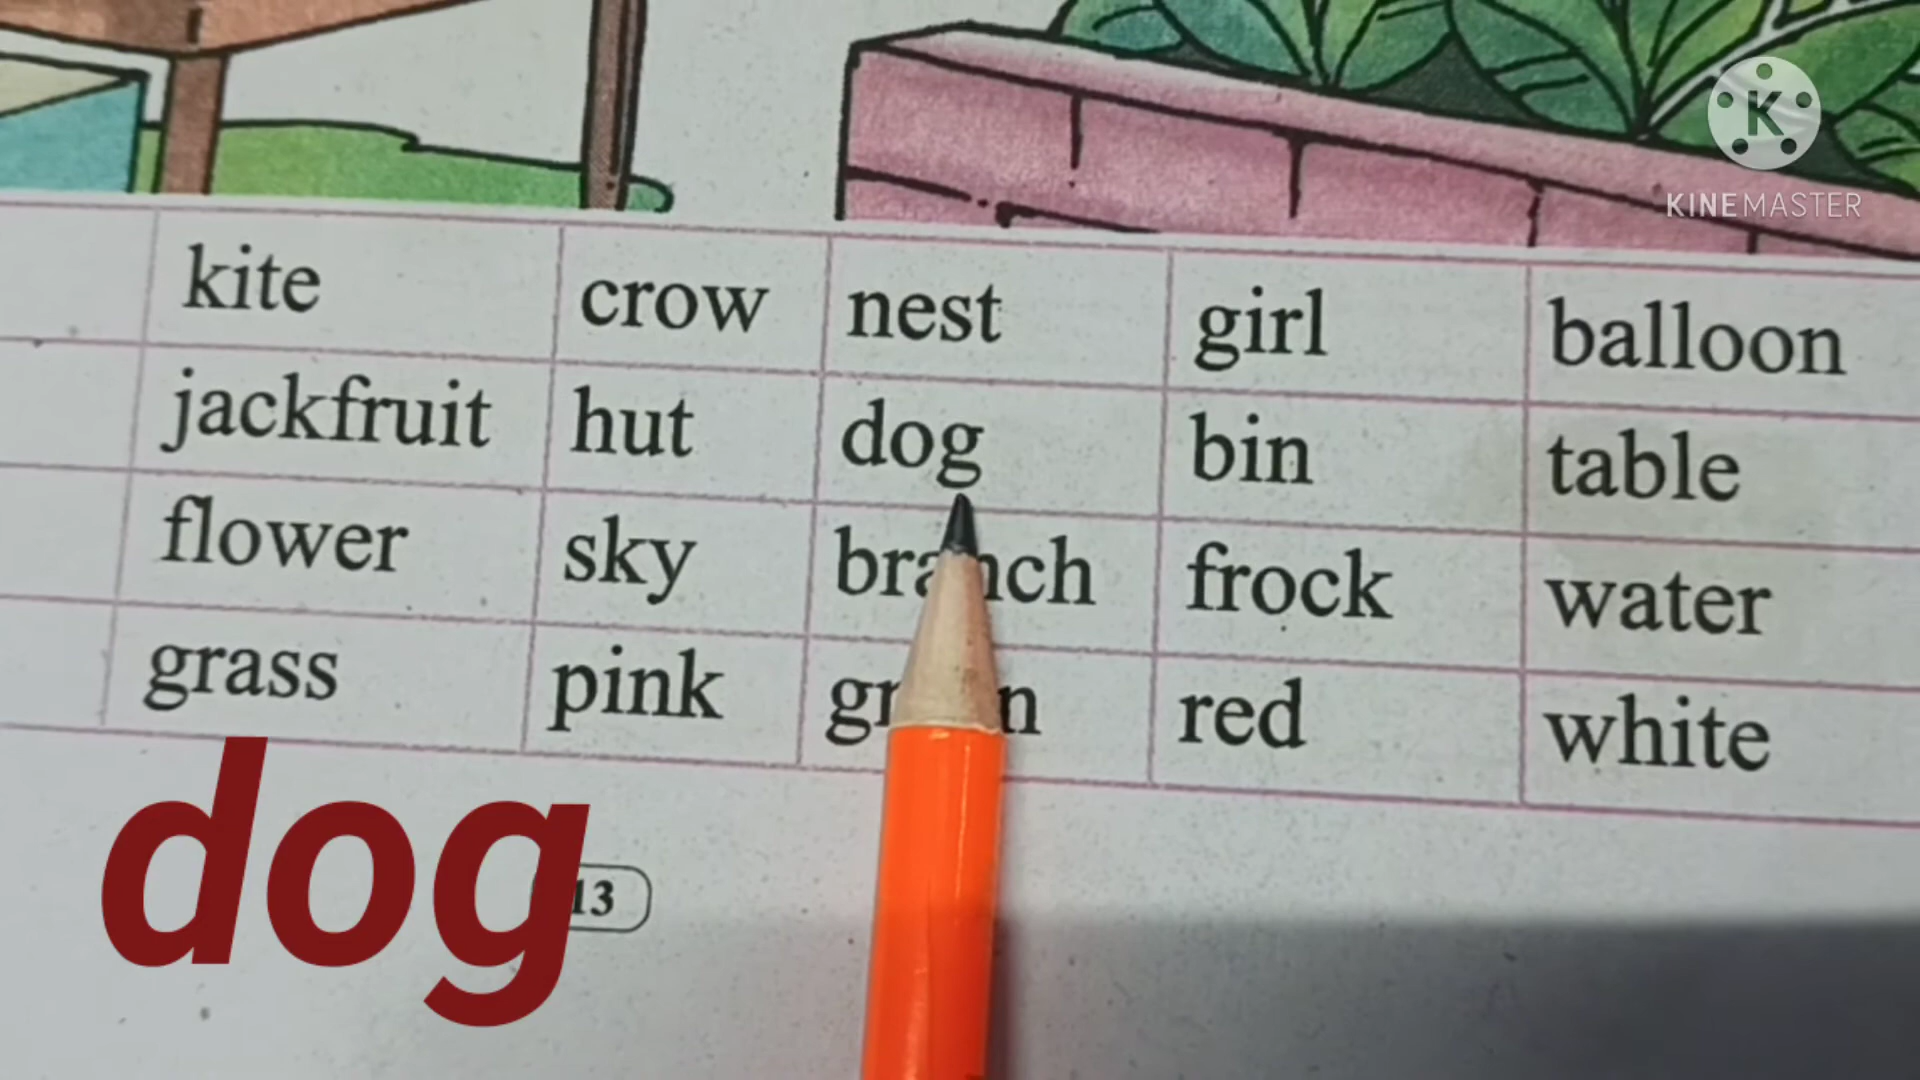 KINEMASTER
kite crow nest girl balloon
jackfruit hut dog bin table
flower sky branch frock water
grass pink green red white
dog
13